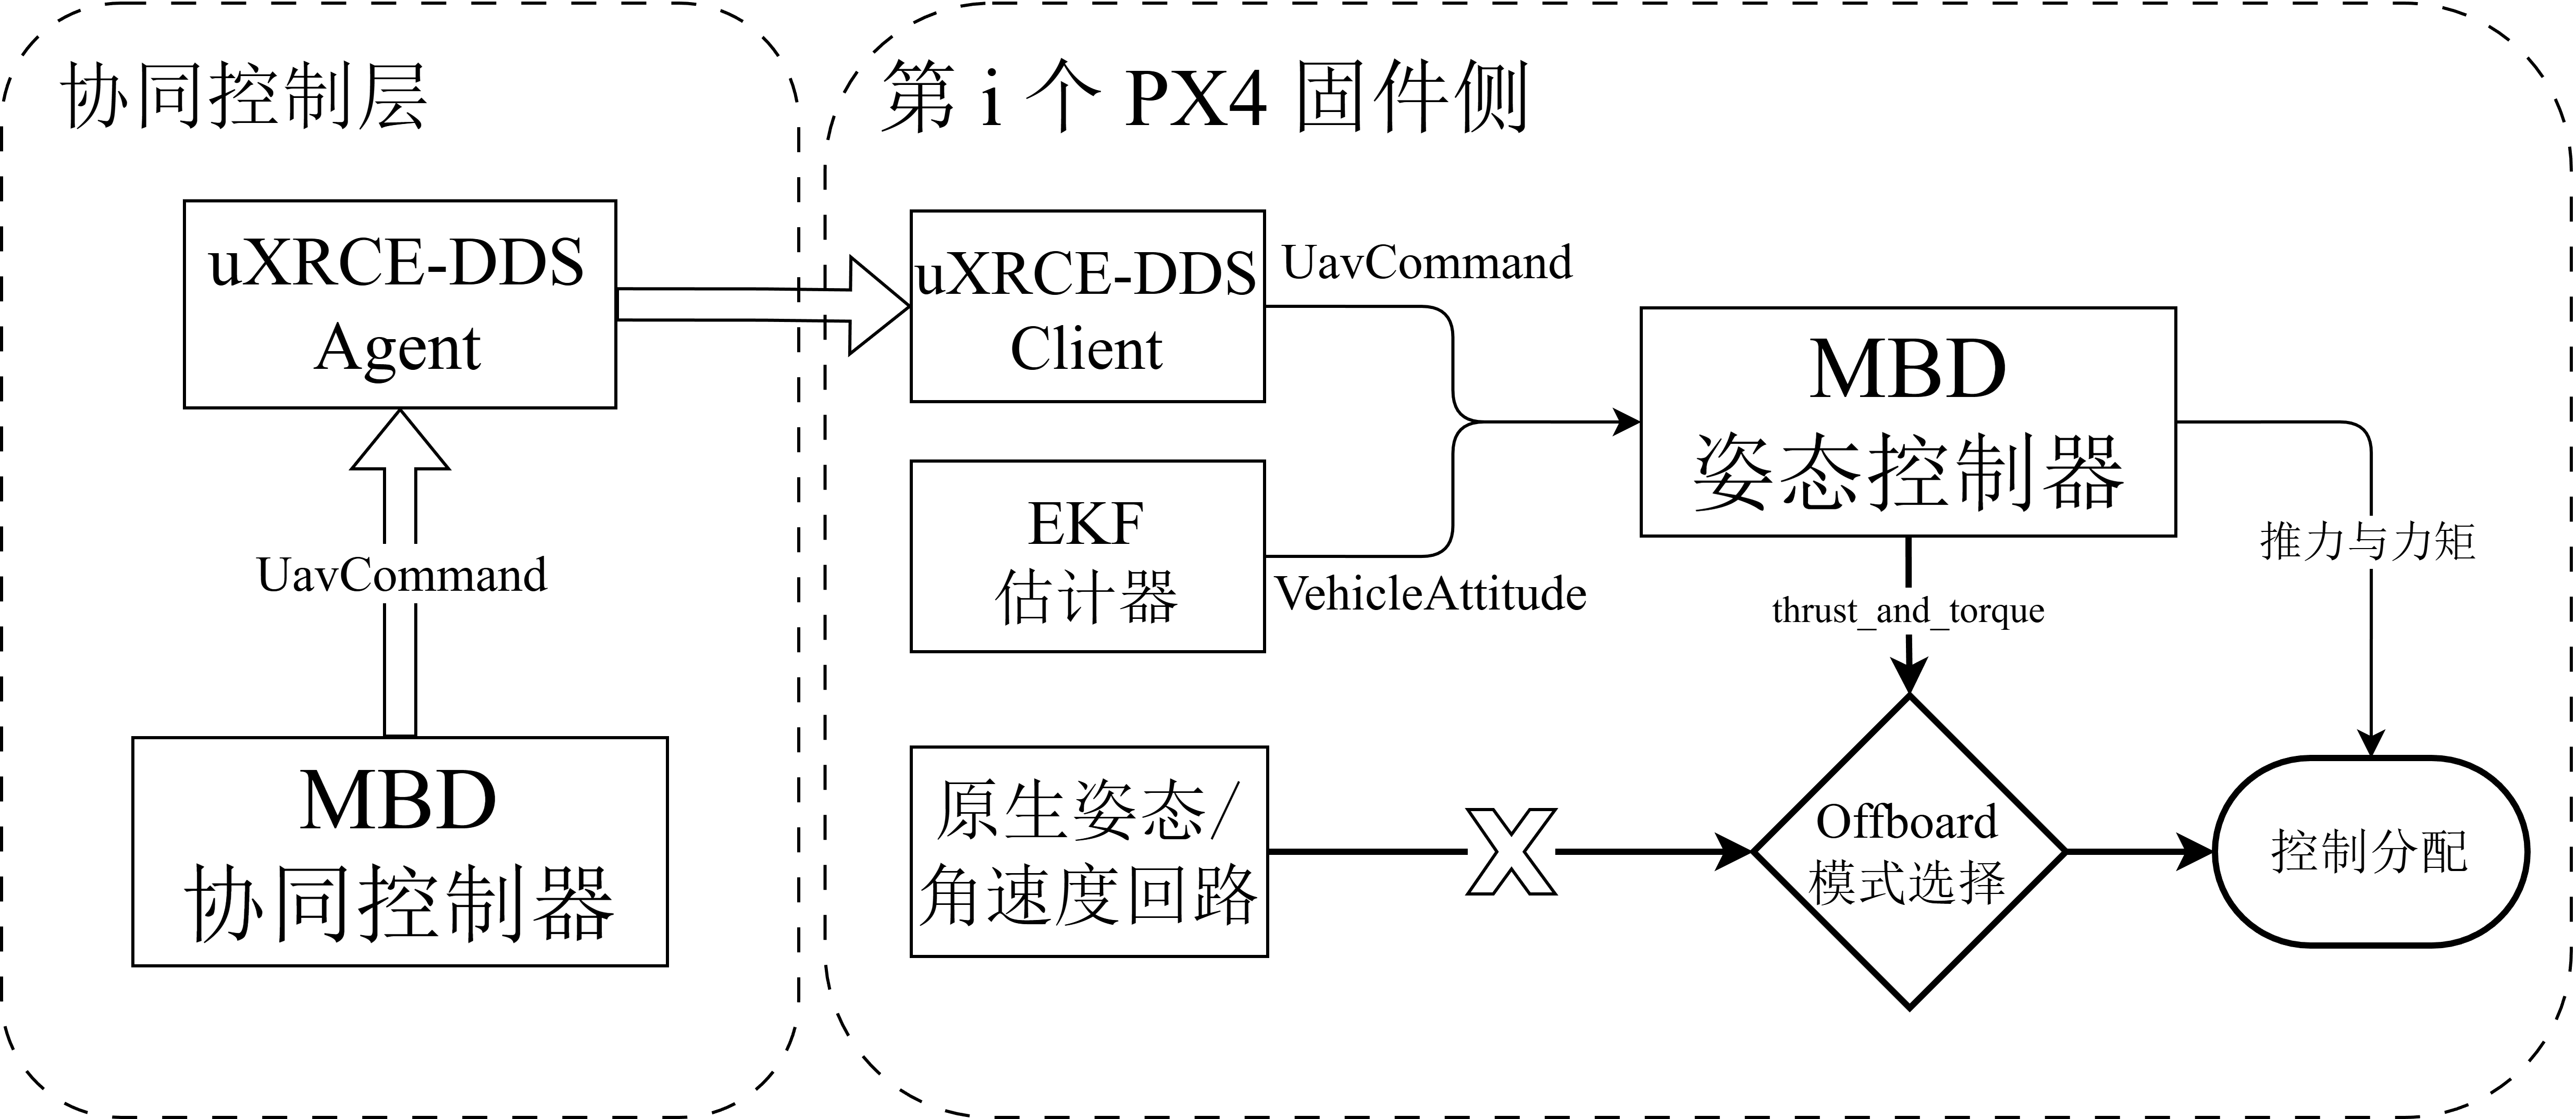 协同控制层
uXRCE-DDS
Agent
UavCommand
MBD
协同控制器
第 i 个 PX4 固件侧
uXRCE-DDS
Client
UavCommand
EKF
估计器
VehicleAttitude
MBD
姿态控制器
推力与力矩
thrust_and_torque
原生姿态/
角速度回路
X
Offboard
模式选择
控制分配